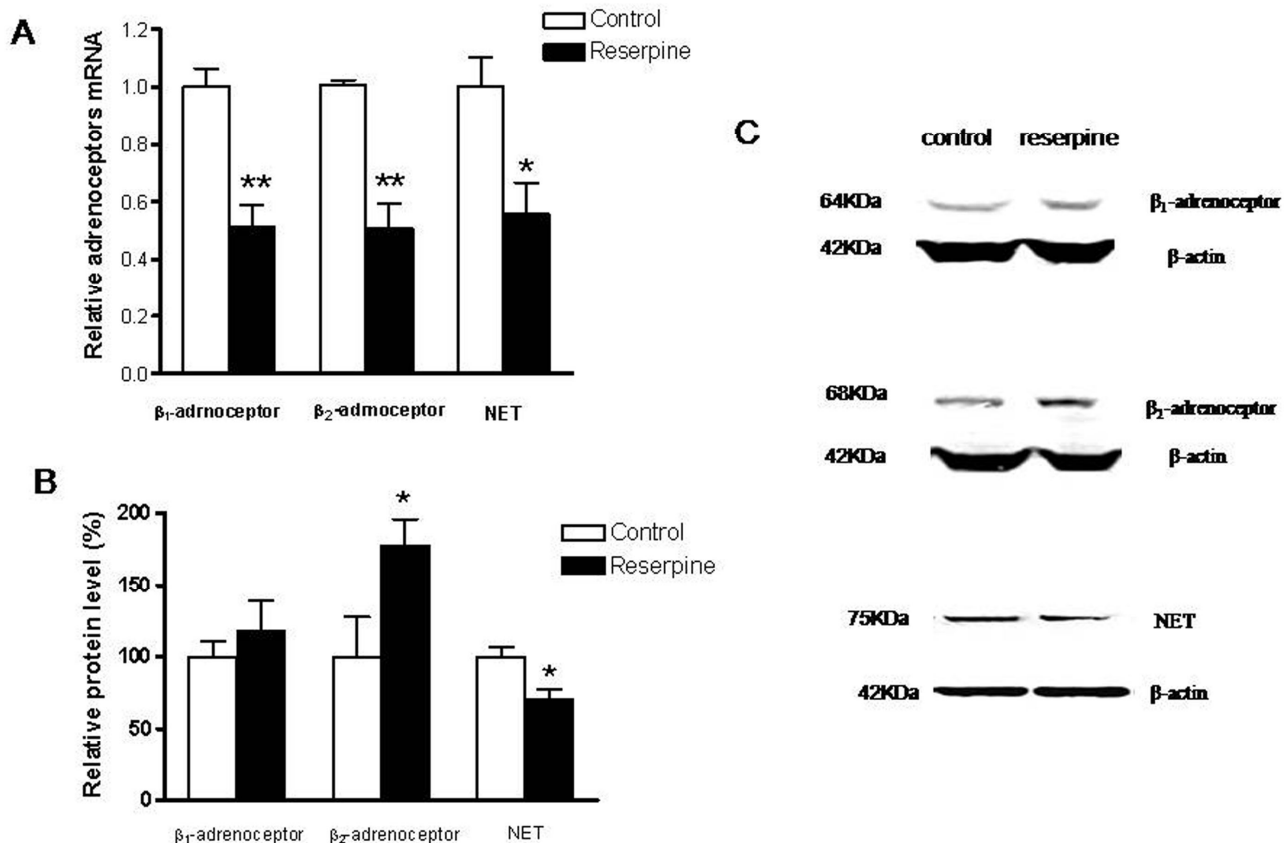 A
Relative adrenoceptors mRNA
1.2
1.0
0.8
0.6
0.4
0.2
0.0
Control
Reserpine
**
**
*
β1-adrnoceptor
β2-admoceptor
NET
B
Relative protein level (%)
200
150
100
50
0
Control
Reserpine
*
*
β1-adrenoceptor
β2-adrenoceptor
NET
C
control reserpine
64KDa β1-adrenoceptor
42KDa β-actin
68KDa β2-adrenoceptor
42KDa β-actin
75KDa NET
42KDa β-actin